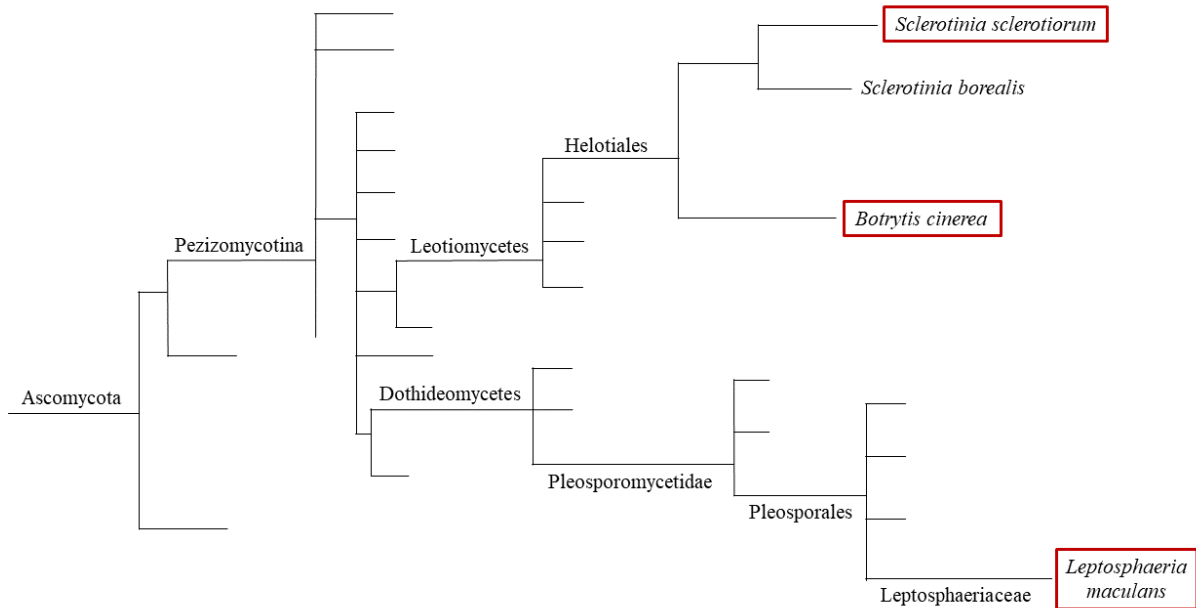 Sclerotinia sclerotiorum
Sclerotinia borealis
Helotiales
Botrytis cinerea
Pezizomycotina
Leotiomycetes
Ascomycota
Dothideomycetes
Pleosporomycetidae
Pleosporales
Leptosphaeria
maculans
Leptosphaeriaceae